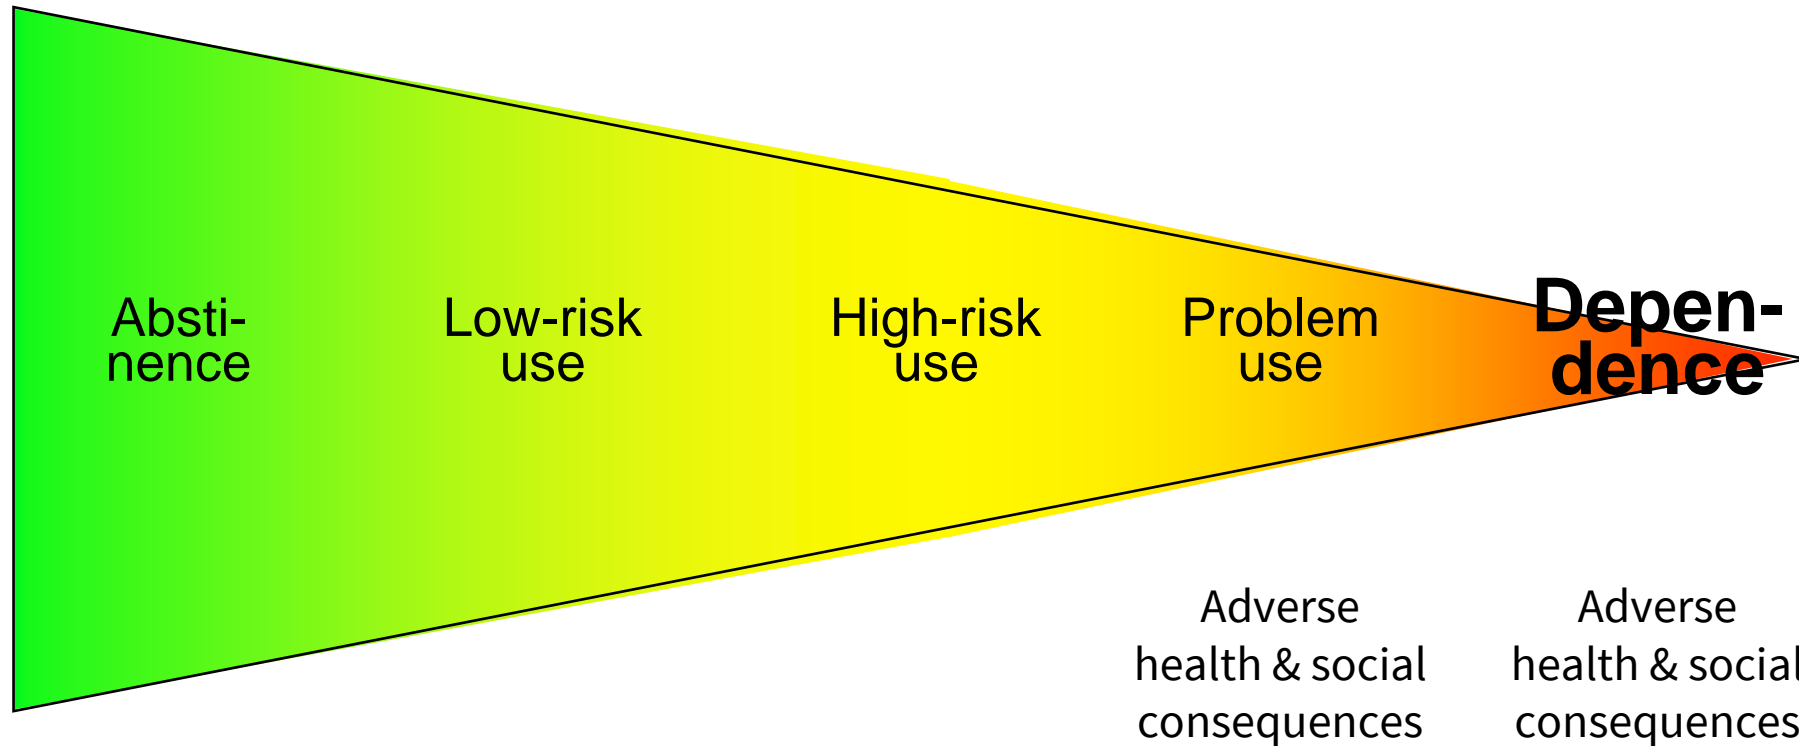 Absti-
nence
Low-risk
use
High-risk
use
Problem
use
Depen-
dence
Adverse
health & social
consequences
Adverse
health & social
consequences